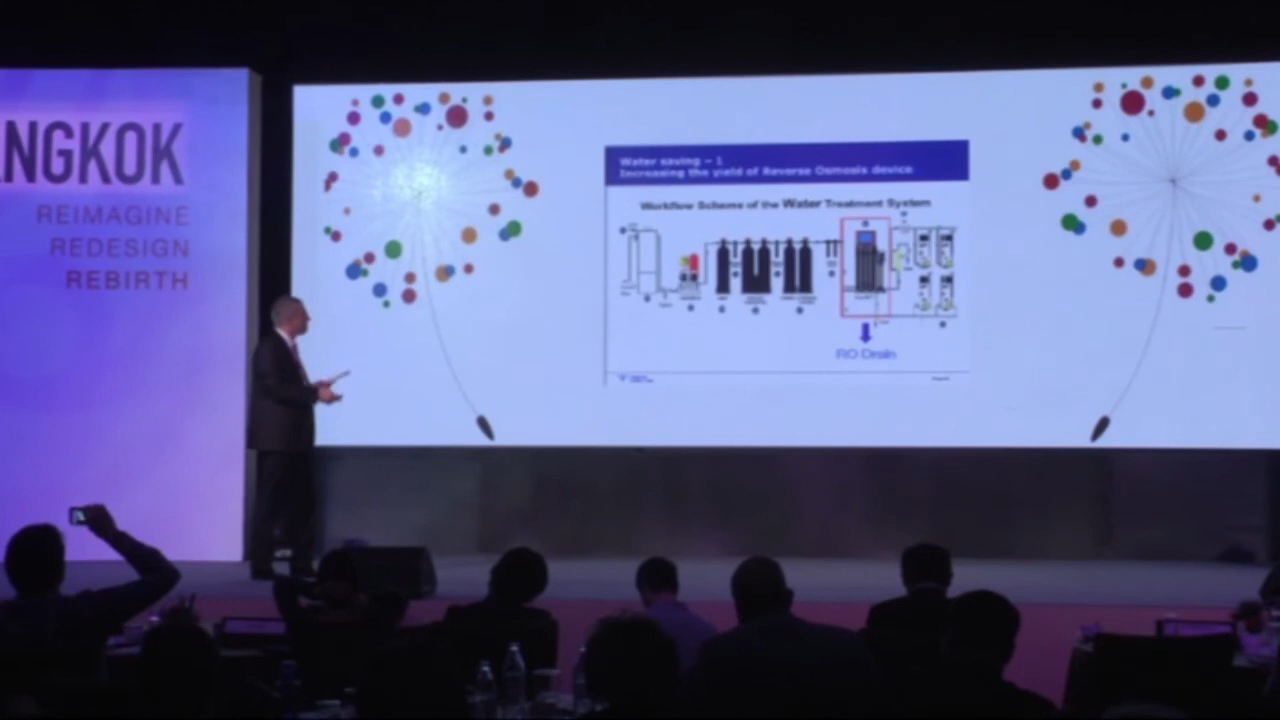 NGKOK
REIMAGINE
REDESIGN
REBIRTH
Water saving – 1
Increasing the yield of Reverse Osmosis device
Workflow Scheme of the Water Treatment System
RO Drain